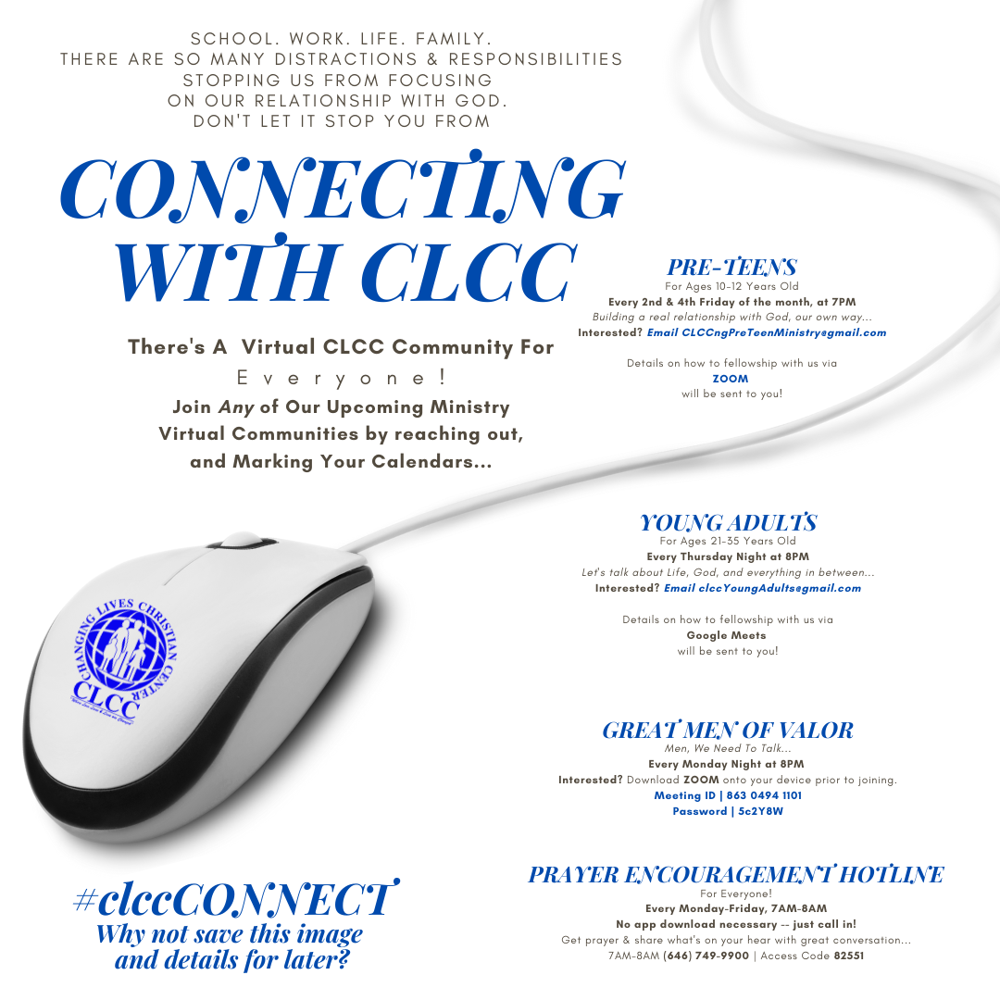 SCHOOL. WORK. LIFE. FAMILY.
THERE ARE SO MANY DISTRACTIONS & RESPONSIBILITIES
STOPPING US FROM FOCUSING
ON OUR RELATIONSHIP WITH GOD.
DON'T LET IT STOP YOU FROM
CONNECTING
WITH CLCC
There's A Virtual CLCC Community For
Everyone!
Join Any of Our Upcoming Ministry
Virtual Communities by reaching out,
and Marking Your Calendars...
PRE-TEENS
For Ages 10-12 Years Old
Every 2nd & 4th Friday of the month, at 7PM
Building a real relationship with God, our own way...
Interested? Email CLCCngPreTeenMinistry@gmail.com
Details on how to fellowship with us via
ZOOM
will be sent to you!
YOUNG ADULTS
For Ages 21-35 Years Old
Every Thursday Night at 8PM
Let's talk about Life, God, and everything in between...
Interested? Email clccYoungAdults@gmail.com
Details on how to fellowship with us via
Google Meets
will be sent to you!
GREAT MEN OF VALOR
Men, We Need To Talk...
Every Monday Night at 8PM
Interested? Download ZOOM onto your device prior to joining.
Meeting ID | 863 0494 1101
Password | 5c2Y8W
PRAYER ENCOURAGEMENT HOTLINE
For Everyone!
Every Monday-Friday, 7AM-8AM
No app download necessary -- just call in!
Get prayer & share what's on your hear with great conversation...
7AM-8AM (646) 749-9900 | Access Code 82551
CHANGING LIVES CHRISTIAN CENTER
CLCC
#clccCONNECT
Why not save this image
and details for later?